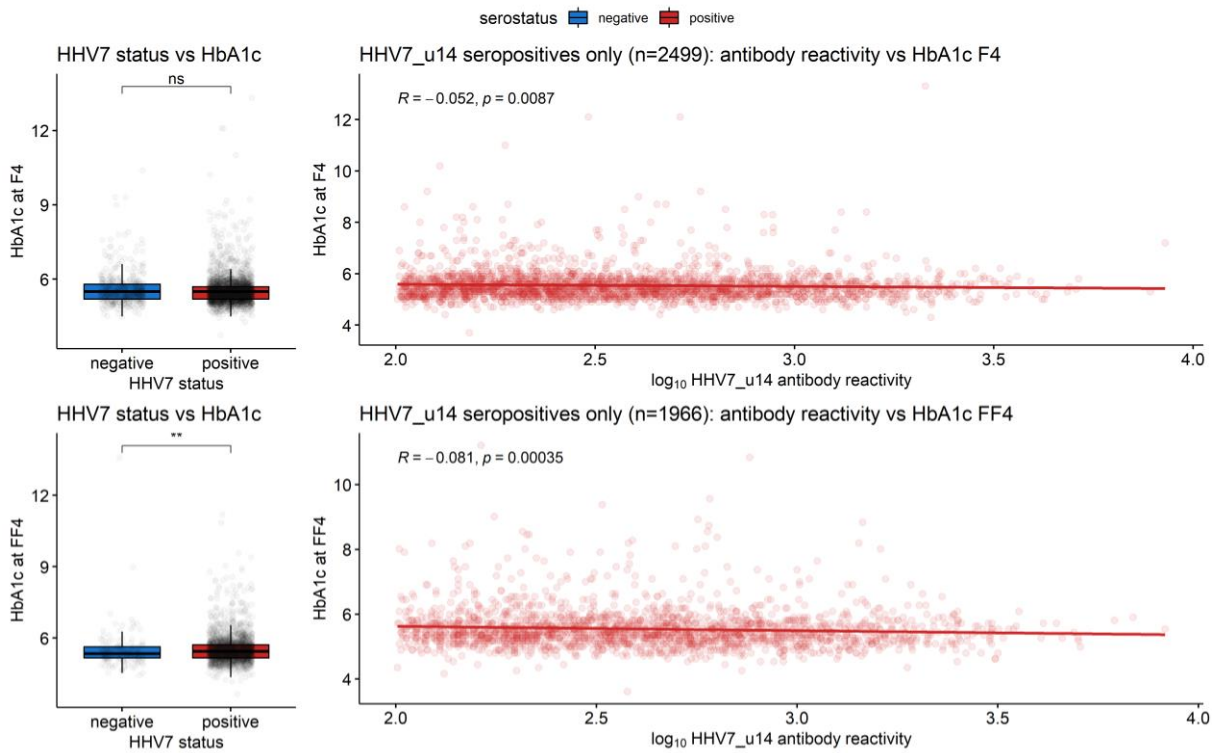 serostatus negative positive
HHV7 status vs HbA1c
ns
HbA1c at F4
12
9
6
negative positive
HHV7 status
HHV7_u14 seropositives only (n=2499): antibody reactivity vs HbA1c F4
R = −0.052, p = 0.0087
HbA1c at F4
12
10
8
6
4
2.0 2.5 3.0 3.5 4.0
log₁₀ HHV7_u14 antibody reactivity
HHV7 status vs HbA1c
**
HbA1c at FF4
12
9
6
negative positive
HHV7 status
HHV7_u14 seropositives only (n=1966): antibody reactivity vs HbA1c FF4
R = −0.081, p = 0.00035
HbA1c at FF4
10
8
6
4
2.0 2.5 3.0 3.5 4.0
log₁₀ HHV7_u14 antibody reactivity